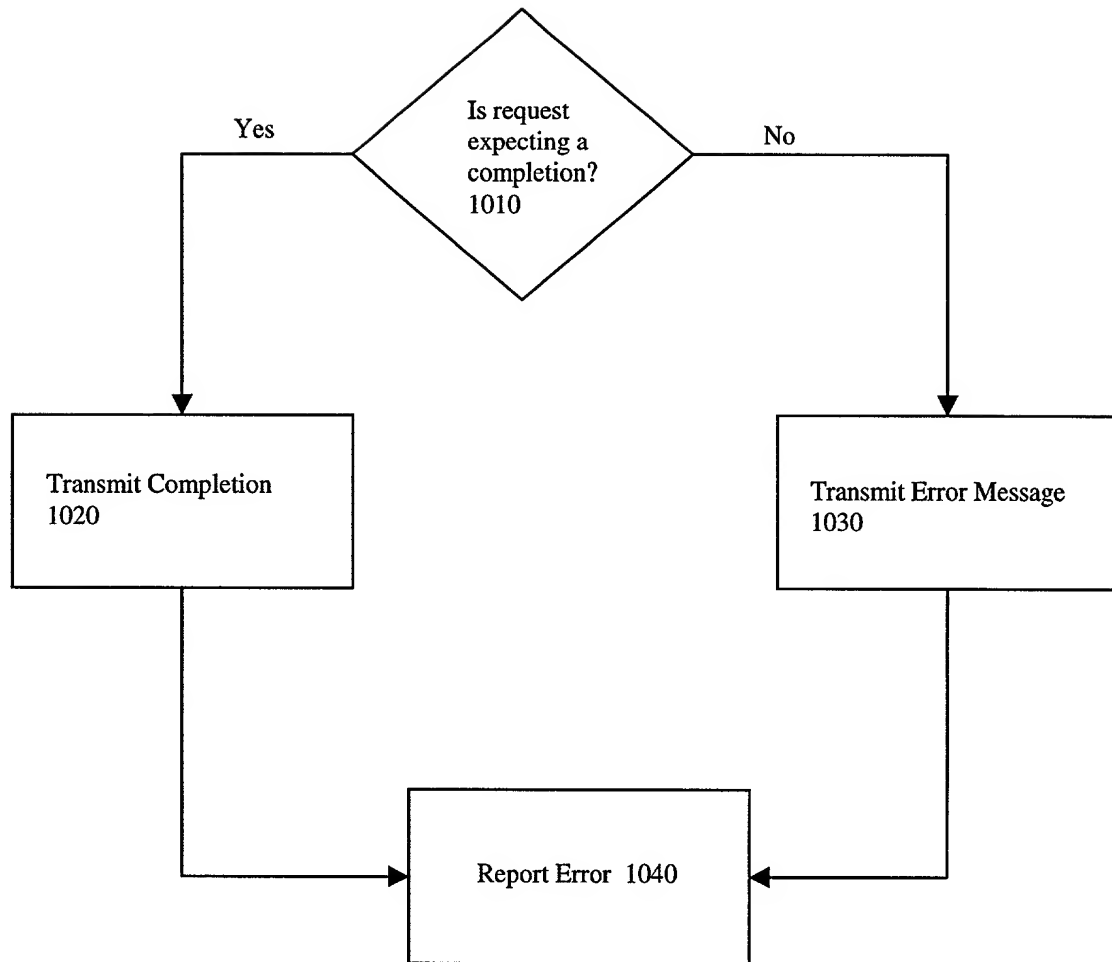 Is request
expecting a
completion?
1010
Yes
No
Transmit Completion
1020
Transmit Error Message
1030
Report Error 1040